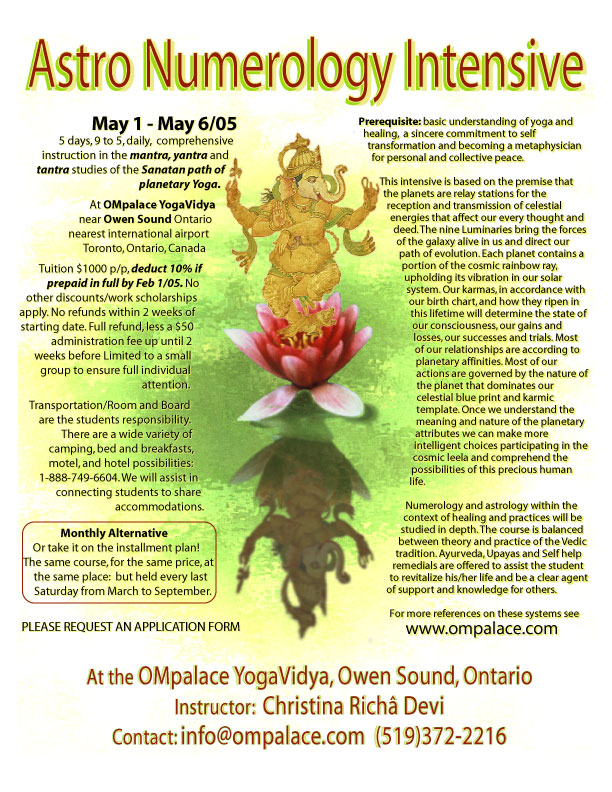 Astro Numerology Intensive
May 1 - May 6/05
5 days, 9 to 5, daily, comprehensive
instruction in the mantra, yantra and
tantra studies of the Sanatan path of
planetary Yoga.
At OMpalace YogaVidya
near Owen Sound Ontario
nearest international airport
Toronto, Ontario, Canada
Tuition $1000 p/p, deduct 10% if
prepaid in full by Feb 1/05. No
other discounts/work scholarships
apply. No refunds within 2 weeks of
starting date. Full refund, less a $50
administration fee up until 2
weeks before Limited to a small
group to ensure full individual
attention.
Transportation/Room and Board
are the students responsibility.
There are a wide variety of
camping, bed and breakfasts,
motel, and hotel possibilities:
1-888-749-6604. We will assist in
connecting students to share
accommodations.
Monthly Alternative
Or take it on the installment plan!
The same course, for the same price, at
the same place: but held every last
Saturday from March to September.
PLEASE REQUEST AN APPLICATION FORM
Prerequisite: basic understanding of yoga and
healing, a sincere commitment to self
transformation and becoming a metaphysician
for personal and collective peace.
This intensive is based on the premise that
the planets are relay stations for the
reception and transmission of celestial
energies that affect our every thought and
deed. The nine Luminaries bring the forces
of the galaxy alive in us and direct our
path of evolution. Each planet contains a
portion of the cosmic rainbow ray,
upholding its vibration in our solar
system. Our karmas, in accordance with
our birth chart, and how they ripen in
this lifetime will determine the state of
our consciousness, our gains and
losses, our successes and trials. Most
of our relationships are according to
planetary affinities. Most of our
actions are governed by the nature of
the planet that dominates our
celestial blue print and karmic
template. Once we understand the
meaning and nature of the planetary
attributes we can make more
intelligent choices participating in the
cosmic leela and comprehend the
possibilities of this precious human
life.
Numerology and astrology within the
context of healing and practices will be
studied in depth. The course is balanced
between theory and practice of the Vedic
tradition. Ayurveda, Upayas and Self help
remedials are offered to assist the student
to revitalize his/her life and be a clear agent
of support and knowledge for others.
For more references on these systems see
www.ompalace.com
At the OMpalace YogaVidya, Owen Sound, Ontario
Instructor: Christina Richâ Devi
Contact: info@ompalace.com (519)372-2216